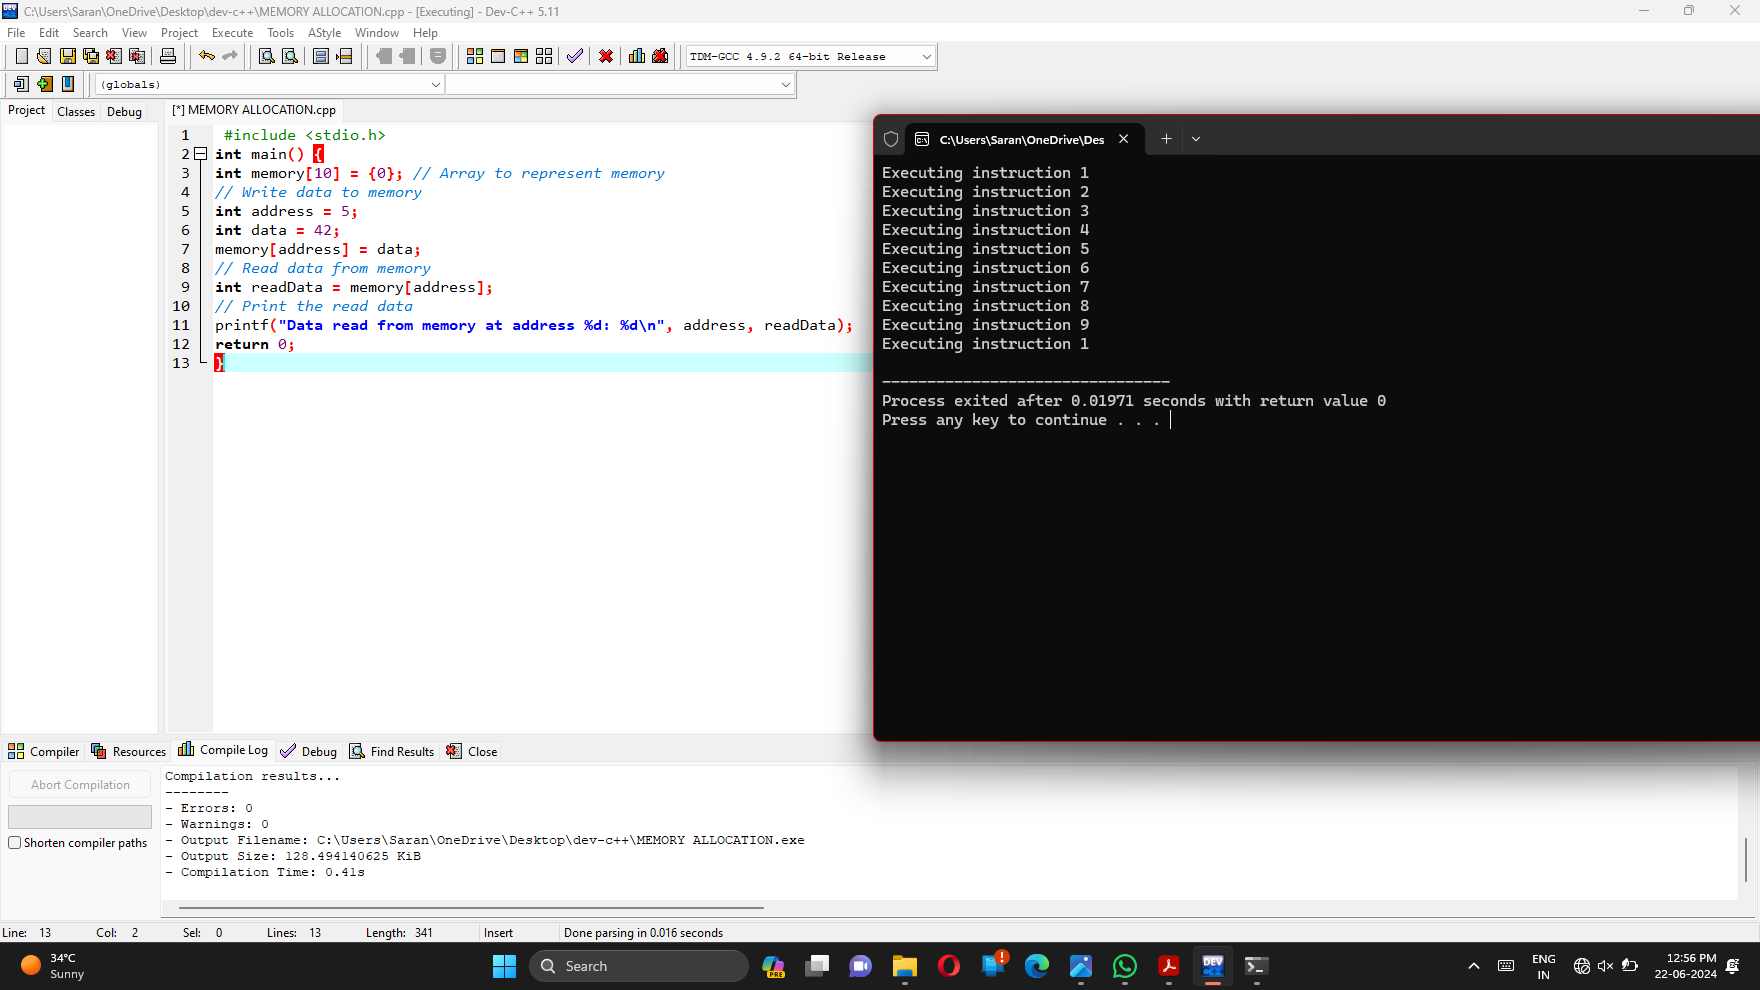 C:\Users\Saran\OneDrive\Desktop\dev-c++\MEMORY ALLOCATION.cpp - [Executing] - Dev-C++ 5.11
File Edit Search View Project Execute Tools AStyle Window Help
TDM-GCC 4.9.2 64-bit Release
(globals)
Project Classes Debug
[*] MEMORY ALLOCATION.cpp
1 #include <stdio.h>
2 int main() {
3 int memory[10] = {0}; // Array to represent memory
4 // Write data to memory
5 int address = 5;
6 int data = 42;
7 memory[address] = data;
8 // Read data from memory
9 int readData = memory[address];
10 // Print the read data
11 printf("Data read from memory at address %d: %d\n", address, readData);
12 return 0;
13 }
C:\Users\Saran\OneDrive\Des
Executing instruction 1
Executing instruction 2
Executing instruction 3
Executing instruction 4
Executing instruction 5
Executing instruction 6
Executing instruction 7
Executing instruction 8
Executing instruction 9
Executing instruction 1
--------------------------------
Process exited after 0.01971 seconds with return value 0
Press any key to continue . . .
Compiler Resources Compile Log Debug Find Results Close
Abort Compilation
Shorten compiler paths
Compilation results...
--------
- Errors: 0
- Warnings: 0
- Output Filename: C:\Users\Saran\OneDrive\Desktop\dev-c++\MEMORY ALLOCATION.exe
- Output Size: 128.494140625 KiB
- Compilation Time: 0.41s
Line: 13 Col: 2 Sel: 0 Lines: 13 Length: 341 Insert Done parsing in 0.016 seconds
34°C
Sunny
Search
PRE
DEV
C++
ENG
IN
12:56 PM
22-06-2024